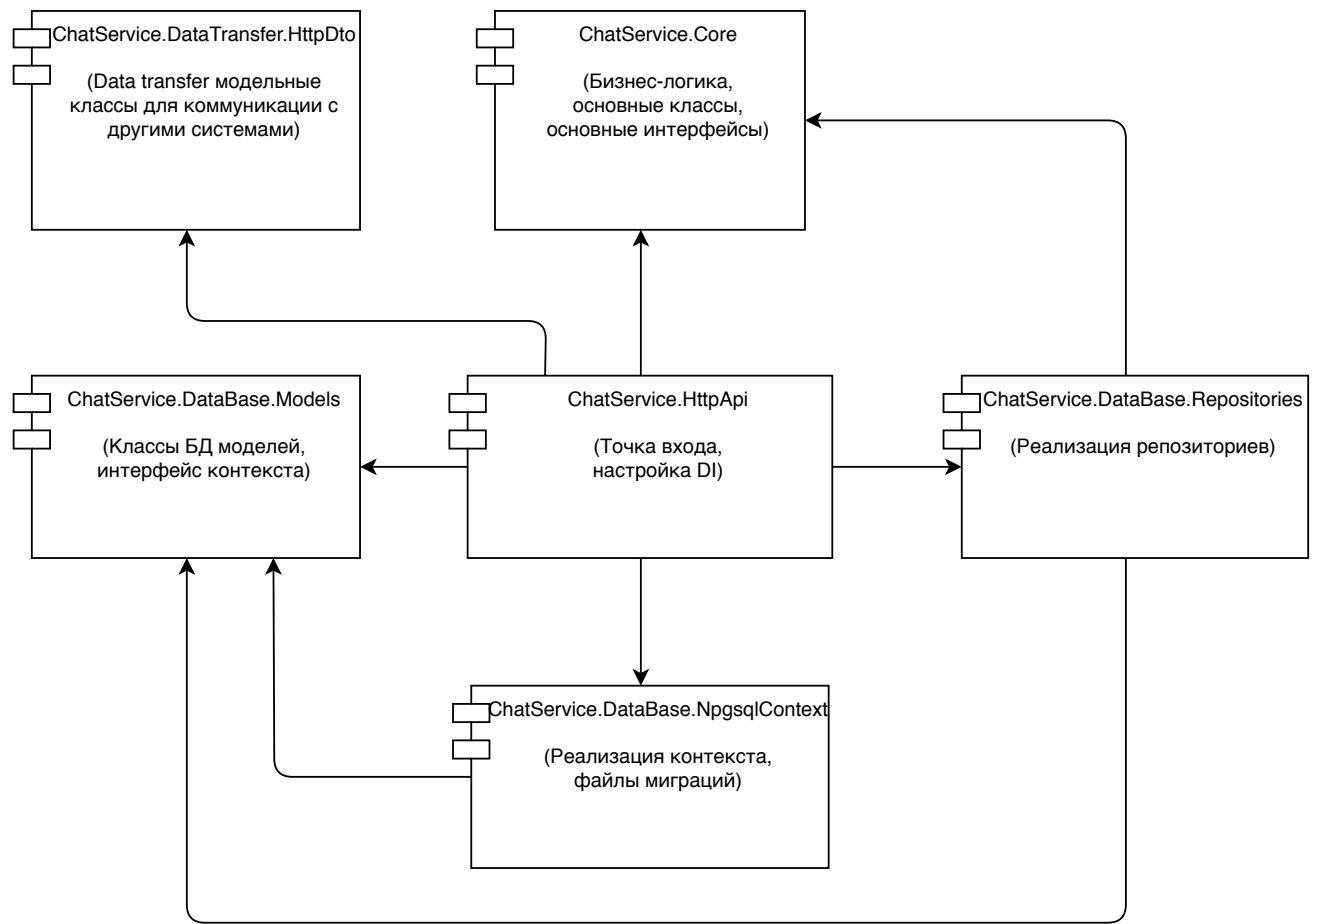 ChatService.DataTransfer.HttpDto
(Data transfer модельные
классы для коммуникации с
другими системами)
ChatService.Core
(Бизнес-логика,
основные классы,
основные интерфейсы)
ChatService.DataBase.Models
(Классы БД моделей,
интерфейс контекста)
ChatService.HttpApi
(Точка входа,
настройка DI)
ChatService.DataBase.Repositories
(Реализация репозиториев)
ChatService.DataBase.NpgsqlContext
(Реализация контекста,
файлы миграций)